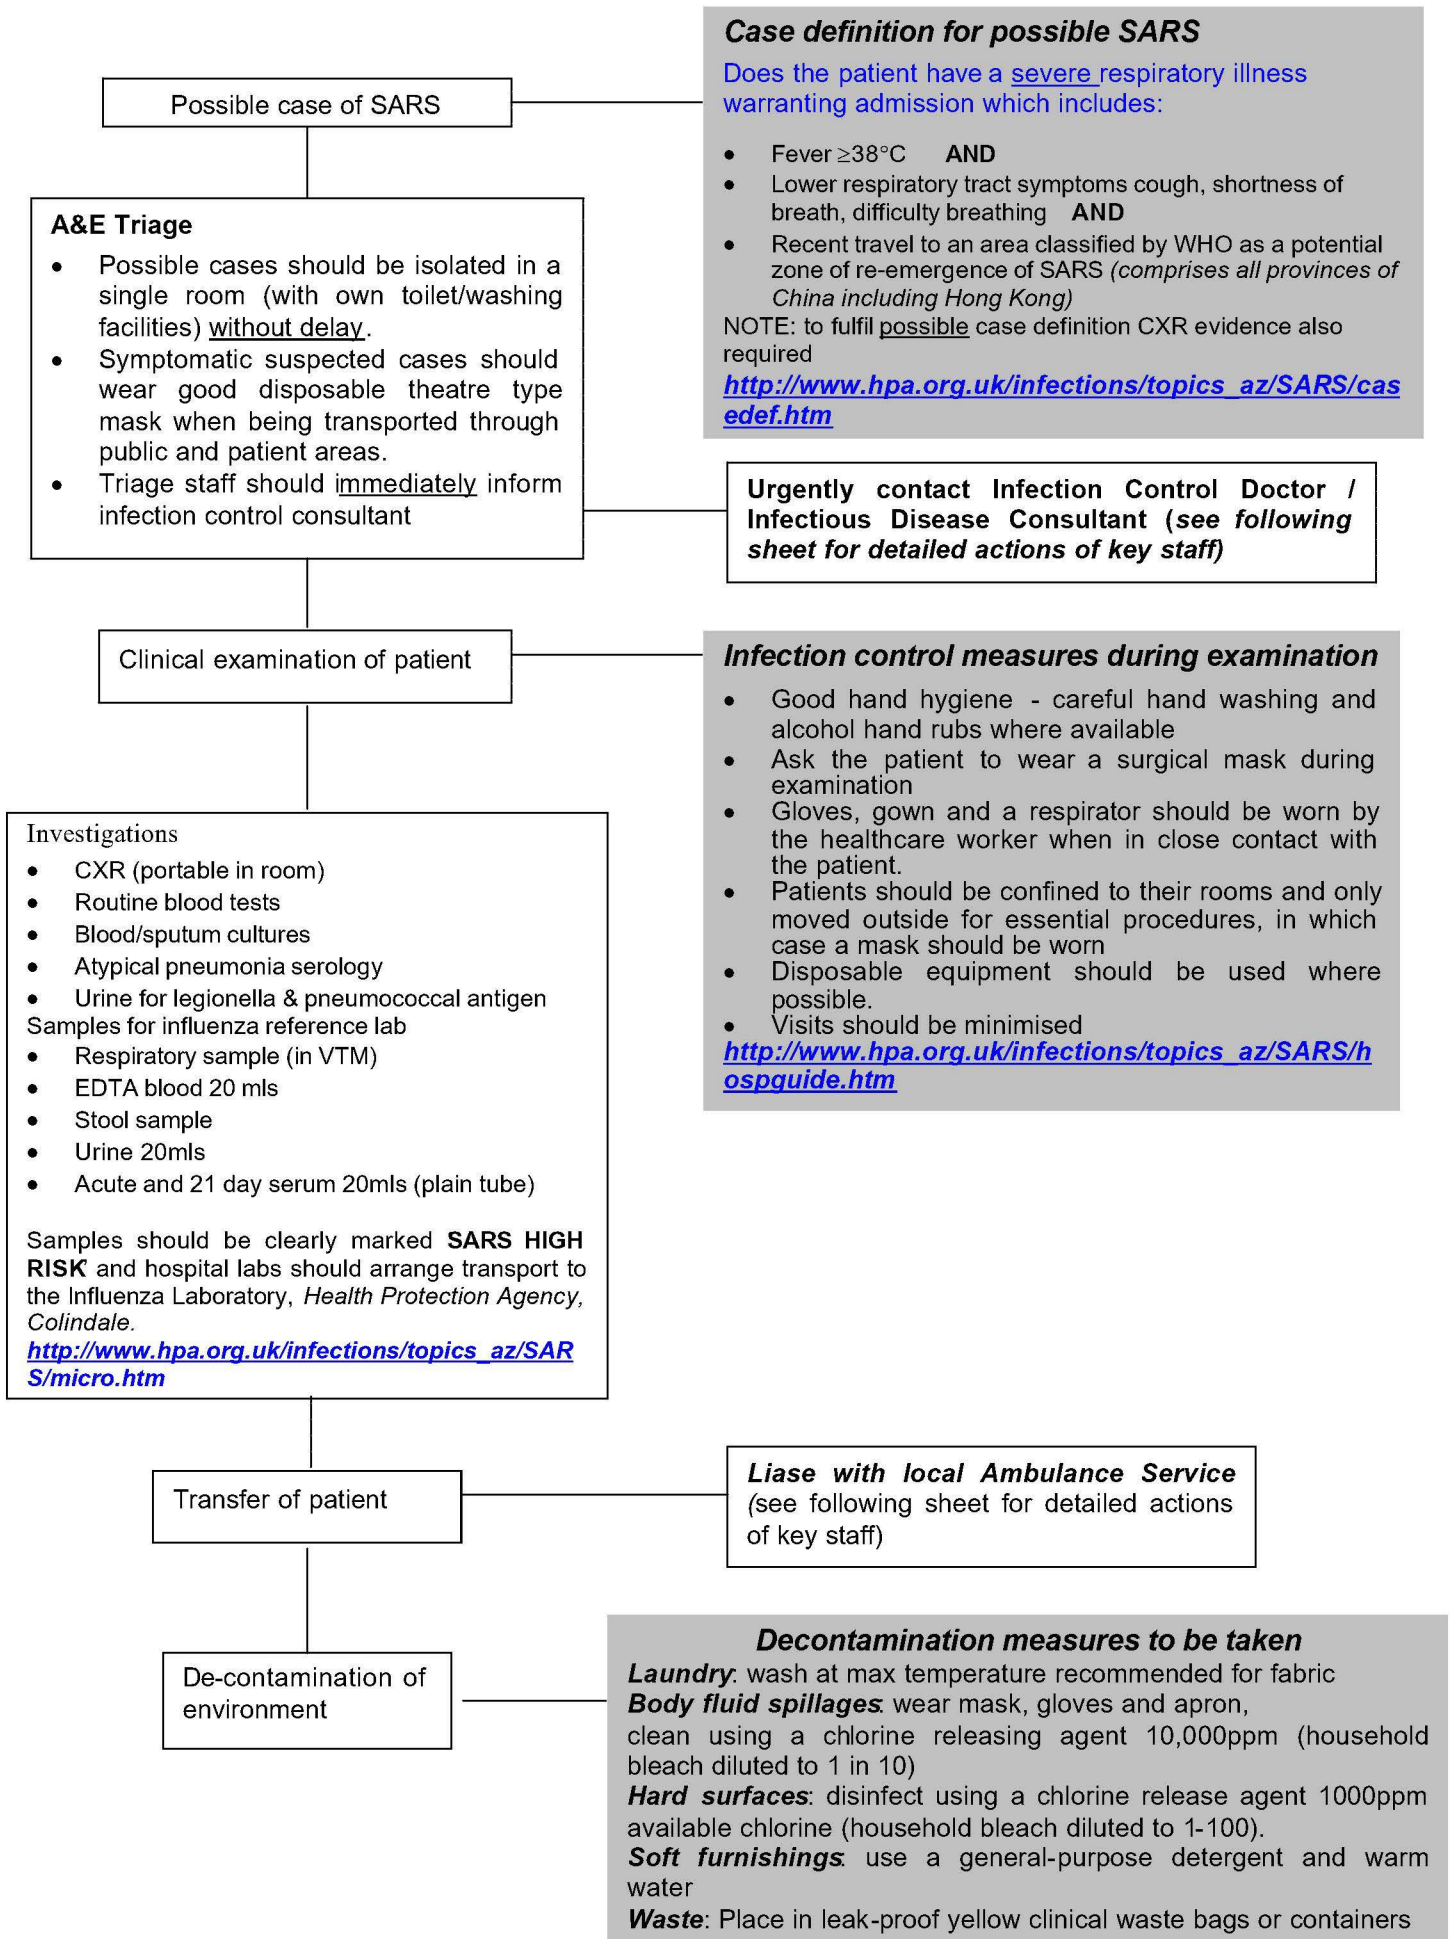 Case definition for possible SARS
Does the patient have a severe respiratory illness
warranting admission which includes:
• Fever ≥38°C AND
• Lower respiratory tract symptoms cough, shortness of
breath, difficulty breathing AND
• Recent travel to an area classified by WHO as a potential
zone of re-emergence of SARS (comprises all provinces of
China including Hong Kong)
NOTE: to fulfil possible case definition CXR evidence also
required
http://www.hpa.org.uk/infections/topics_az/SARS/cas
edef.htm
Possible case of SARS
A&E Triage
• Possible cases should be isolated in a
single room (with own toilet/washing
facilities) without delay.
• Symptomatic suspected cases should
wear good disposable theatre type
mask when being transported through
public and patient areas.
• Triage staff should immediately inform
infection control consultant
Urgently contact Infection Control Doctor /
Infectious Disease Consultant (see following
sheet for detailed actions of key staff)
Clinical examination of patient
Infection control measures during examination
• Good hand hygiene - careful hand washing and
alcohol hand rubs where available
• Ask the patient to wear a surgical mask during
examination
• Gloves, gown and a respirator should be worn by
the healthcare worker when in close contact with
the patient.
• Patients should be confined to their rooms and only
moved outside for essential procedures, in which
case a mask should be worn
• Disposable equipment should be used where
possible.
• Visits should be minimised
http://www.hpa.org.uk/infections/topics_az/SARS/h
ospguide.htm
Investigations
• CXR (portable in room)
• Routine blood tests
• Blood/sputum cultures
• Atypical pneumonia serology
• Urine for legionella & pneumococcal antigen
Samples for influenza reference lab
• Respiratory sample (in VTM)
• EDTA blood 20 mls
• Stool sample
• Urine 20mls
• Acute and 21 day serum 20mls (plain tube)
Samples should be clearly marked SARS HIGH
RISK’ and hospital labs should arrange transport to
the Influenza Laboratory, Health Protection Agency,
Colindale.
http://www.hpa.org.uk/infections/topics_az/SAR
S/micro.htm
Transfer of patient
Liase with local Ambulance Service
(see following sheet for detailed actions
of key staff)
De-contamination of
environment
Decontamination measures to be taken
Laundry: wash at max temperature recommended for fabric
Body fluid spillages: wear mask, gloves and apron,
clean using a chlorine releasing agent 10,000ppm (household
bleach diluted to 1 in 10)
Hard surfaces: disinfect using a chlorine release agent 1000ppm
available chlorine (household bleach diluted to 1-100).
Soft furnishings: use a general-purpose detergent and warm
water
Waste: Place in leak-proof yellow clinical waste bags or containers